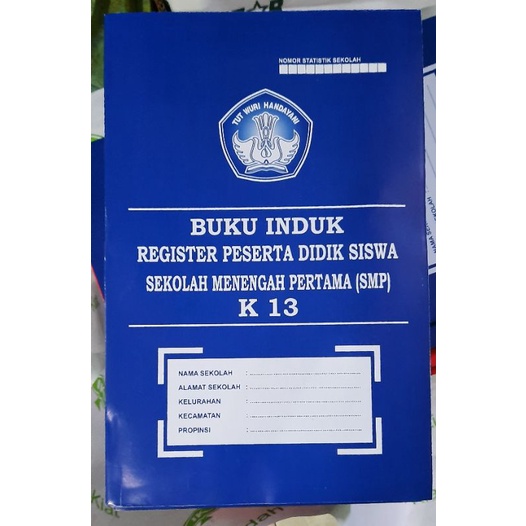 NOMOR STATISTIK SEKOLAH
TUT WURI HANDAYANI
BUKU INDUK
REGISTER PESERTA DIDIK SISWA
SEKOLAH MENENGAH PERTAMA (SMP)
K 13
NAMA SEKOLAH :
ALAMAT SEKOLAH :
KELURAHAN :
KECAMATAN :
PROPINSI :